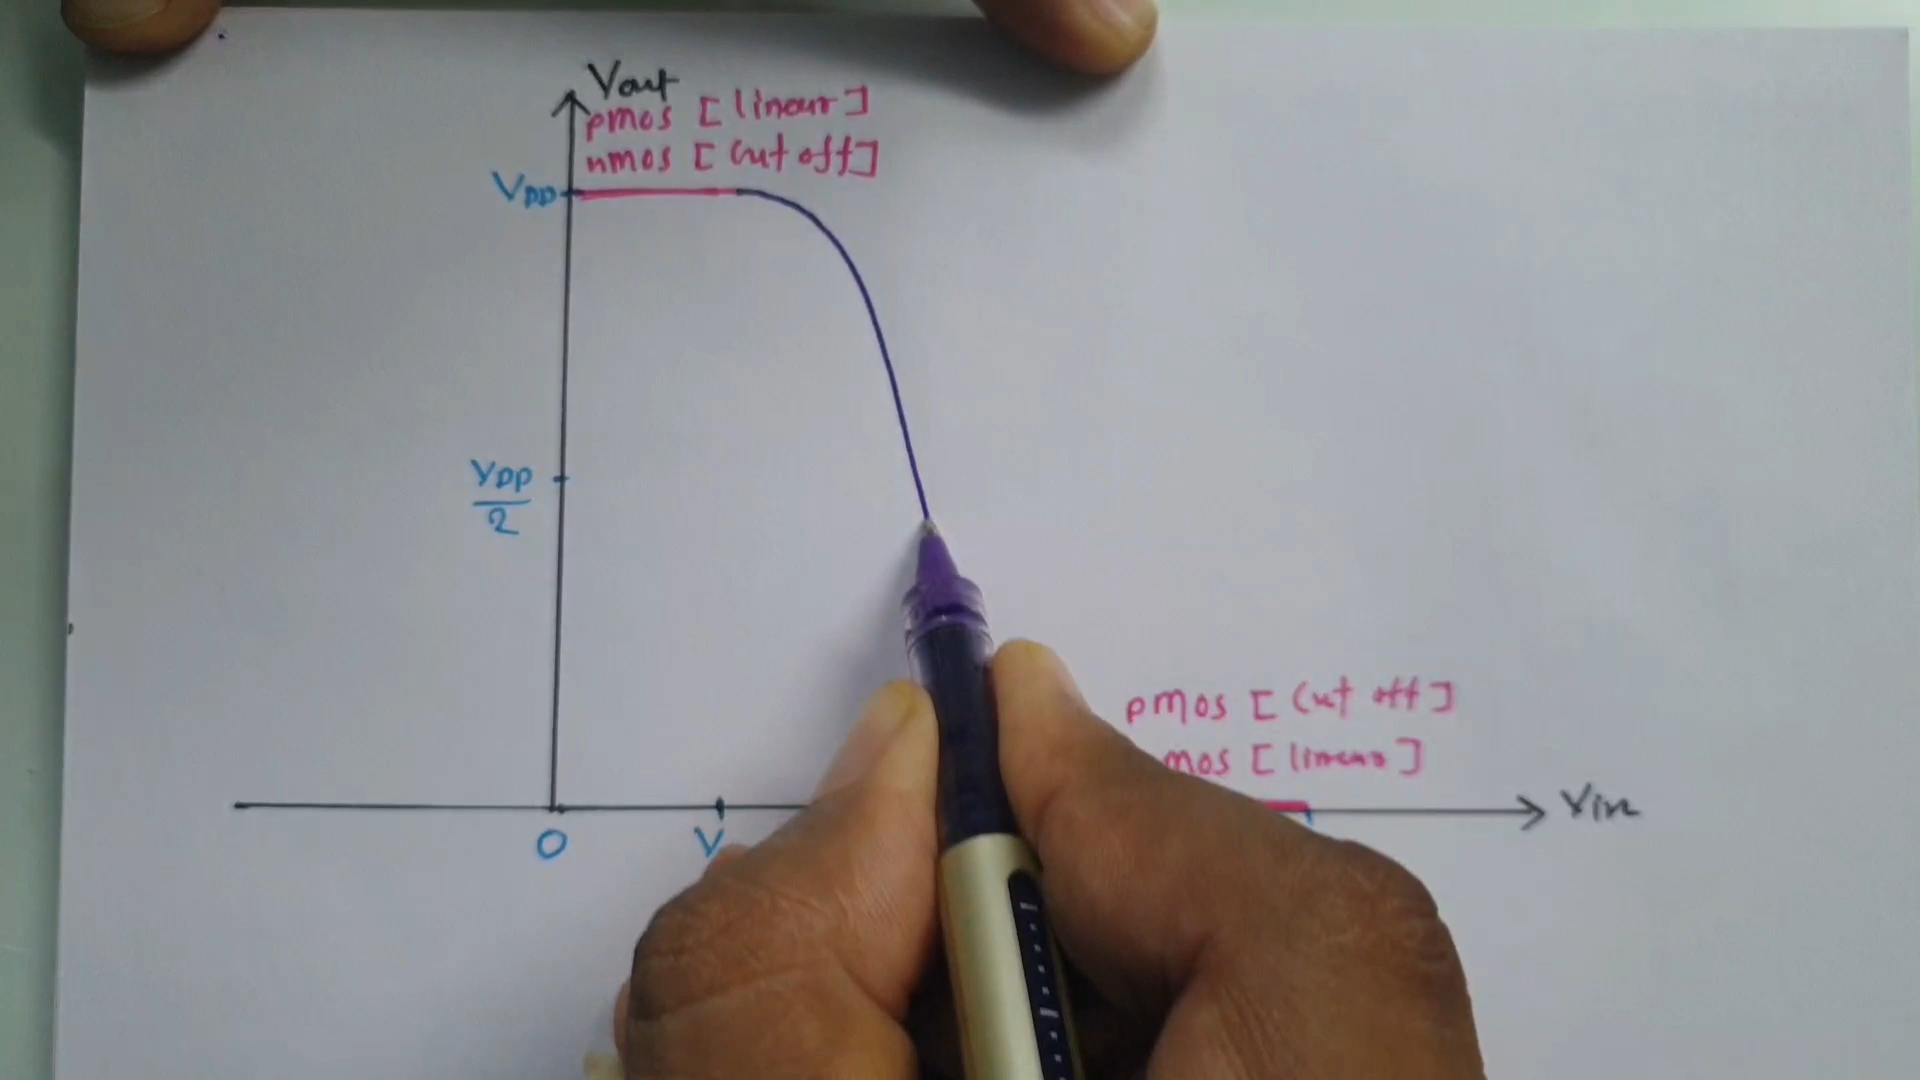 Vout
pmos [linear]
nmos [cut off]
VDD
VDD
2
pmos [cut off]
mos [linear]
Vin
0
V